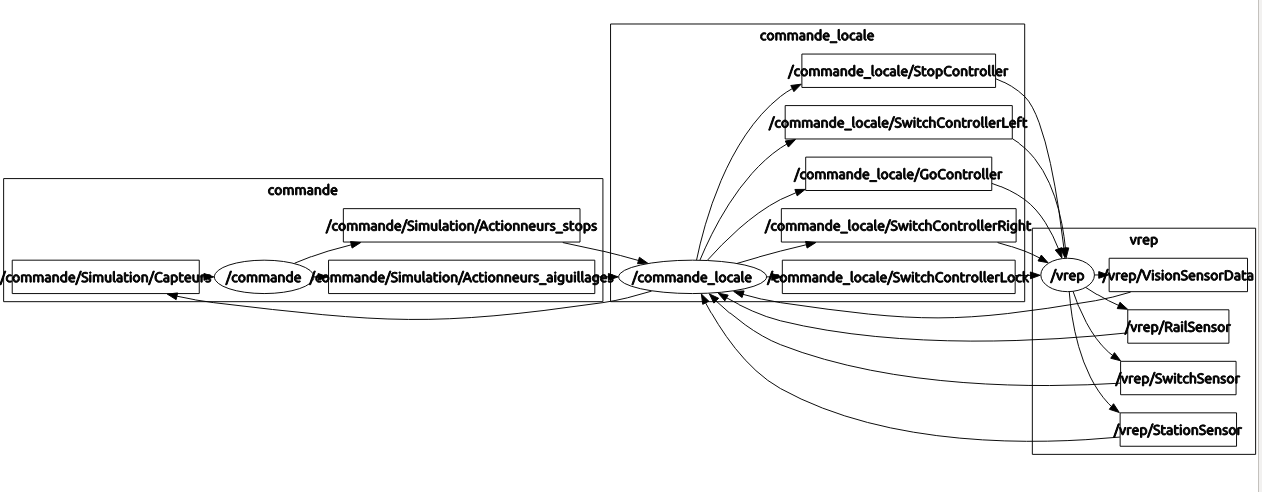 commande_locale
/commande_locale/StopController
/commande_locale/SwitchControllerLeft
/commande_locale/GoController
/commande_locale/SwitchControllerRight
/commande_locale/SwitchControllerLock
commande
/commande/Simulation/Actionneurs_stops
/commande/Simulation/Capteurs
/commande
/commande/Simulation/Actionneurs_aiguillages
/commande_locale
vrep
/vrep
/vrep/VisionSensorData
/vrep/RailSensor
/vrep/SwitchSensor
/vrep/StationSensor